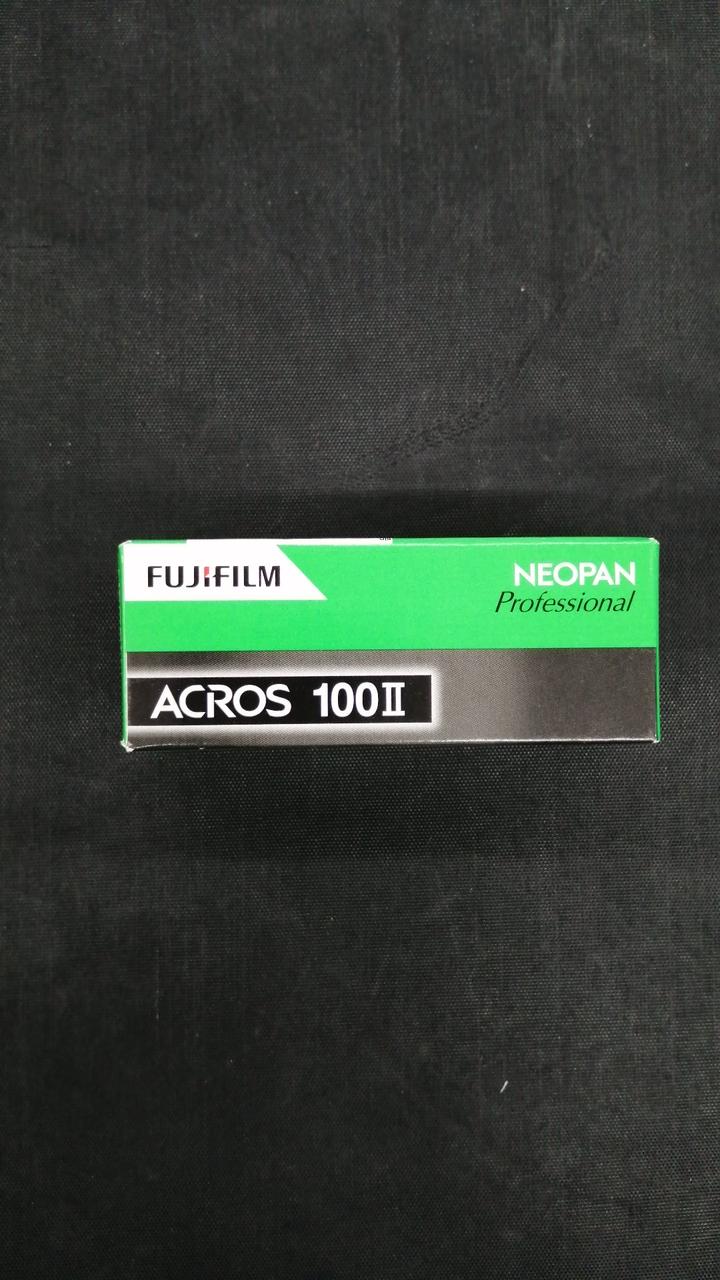 FUJIFILM
NEOPAN
Professional
ACROS 100II